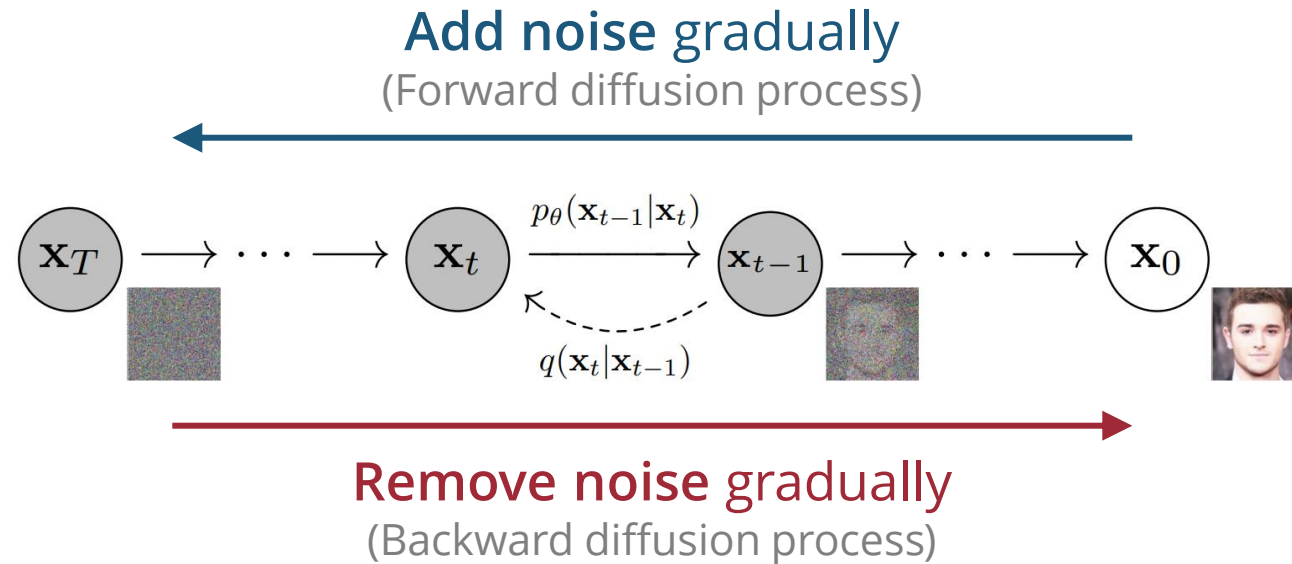 Add noise gradually
(Forward diffusion process)
p_θ(x_{t−1}|x_t)
x_T → ⋯ → x_t → x_{t−1} → ⋯ → x_0
q(x_t|x_{t−1})
Remove noise gradually
(Backward diffusion process)